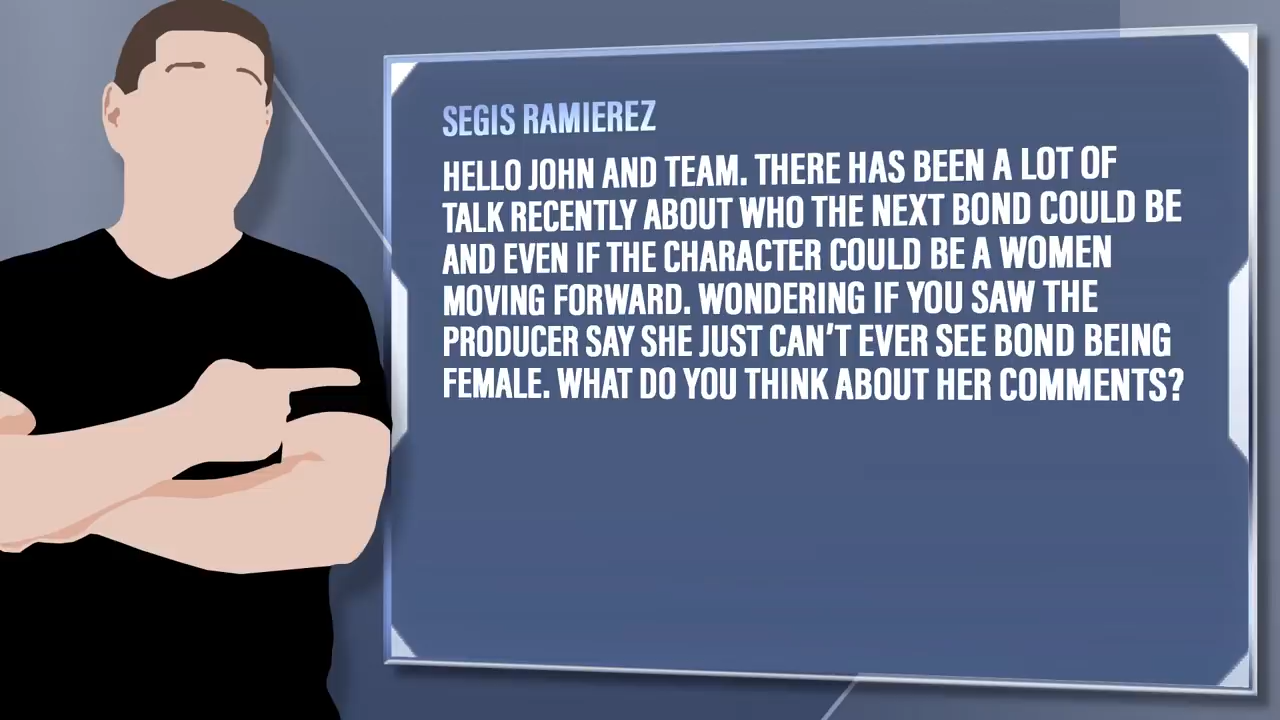 SEGIS RAMIEREZ
HELLO JOHN AND TEAM. THERE HAS BEEN A LOT OF
TALK RECENTLY ABOUT WHO THE NEXT BOND COULD BE
AND EVEN IF THE CHARACTER COULD BE A WOMEN
MOVING FORWARD. WONDERING IF YOU SAW THE
PRODUCER SAY SHE JUST CAN'T EVER SEE BOND BEING
FEMALE. WHAT DO YOU THINK ABOUT HER COMMENTS?